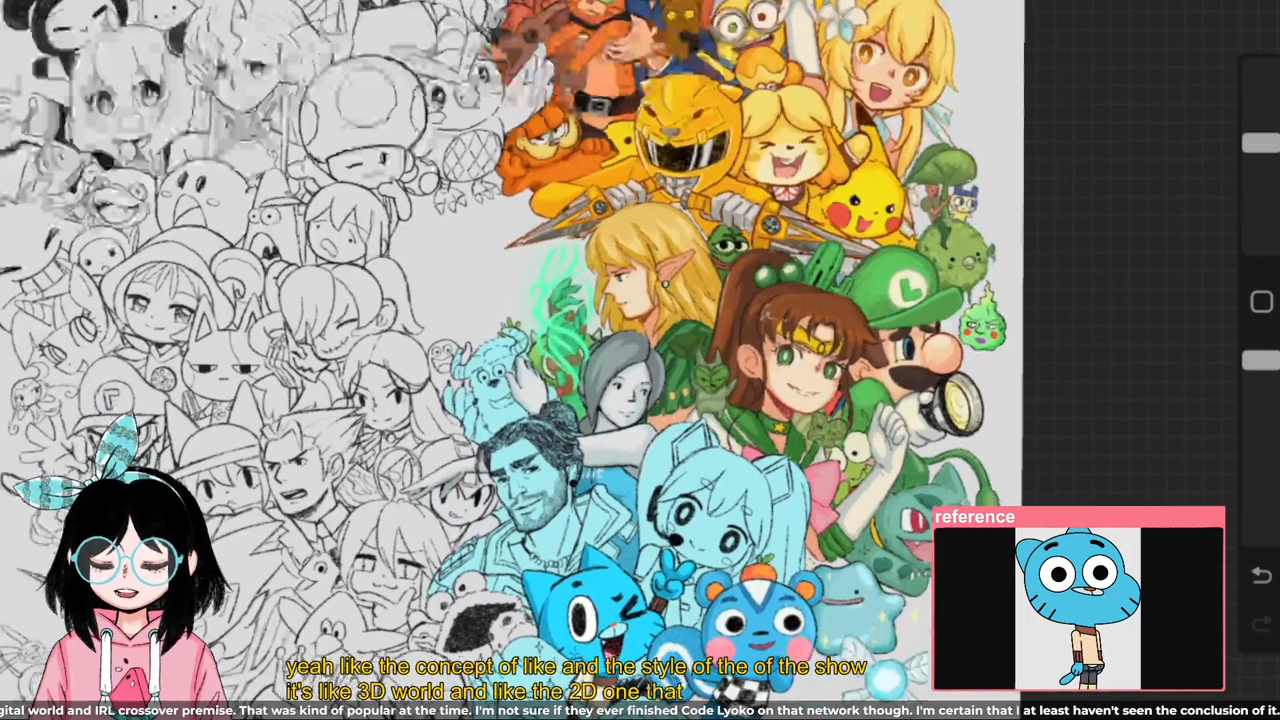 L
F
reference
yeah like the concept of like and the style of the of the show
it's like 3D world and like the 2D one that
gital world and IRL crossover premise. That was kind of popular at the time. I'm not sure if they ever finished Code Lyoko on that network though. I'm certain that I at least haven't seen the conclusion of it.